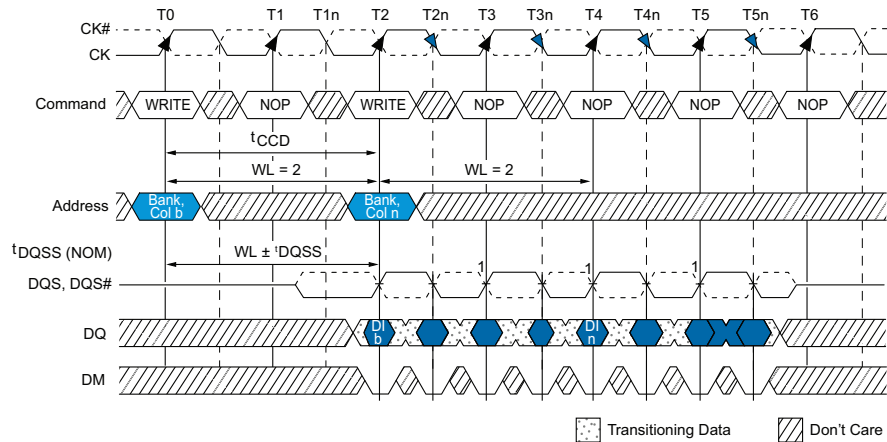 T0 T1 T1n T2 T2n T3 T3n T4 T4n T5 T5n T6
CK#
CK
Command WRITE NOP WRITE NOP NOP NOP NOP
tCCD
WL = 2 WL = 2
Address Bank, Col b Bank, Col n
tDQSS (NOM) WL ± tDQSS
1 1 1
DQS, DQS#
DQ DI b DI n
DM
Transitioning Data Don't Care